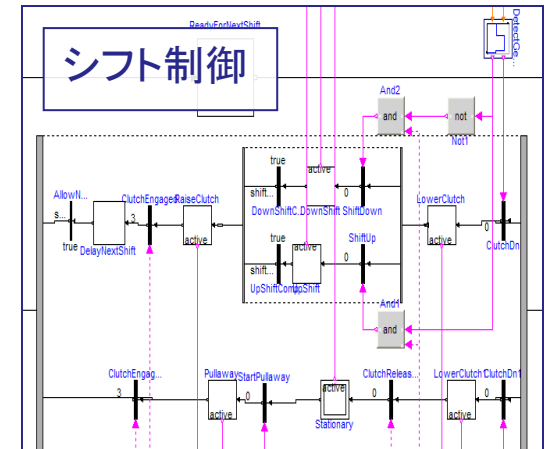 ReadyForNextShift
シフト制御
DetectGe...
And2
and
not
Not1
true
active
AllowN...
ClutchEngaged
RaiseClutch
shift...
0
LowerClutch
DownShiftC...
DownShift
ShiftDown
s...
3
0
true
DelayNextShift
active
true
ShiftUp
active
ClutchDn
active
0
shift...
UpShiftComp...
UpShift
And1
and
ClutchEngag...
Pullaway
StartPullaway
ClutchReleas...
LowerClutch1
ClutchDn1
active
3
0
0
0
active
Stationary
active